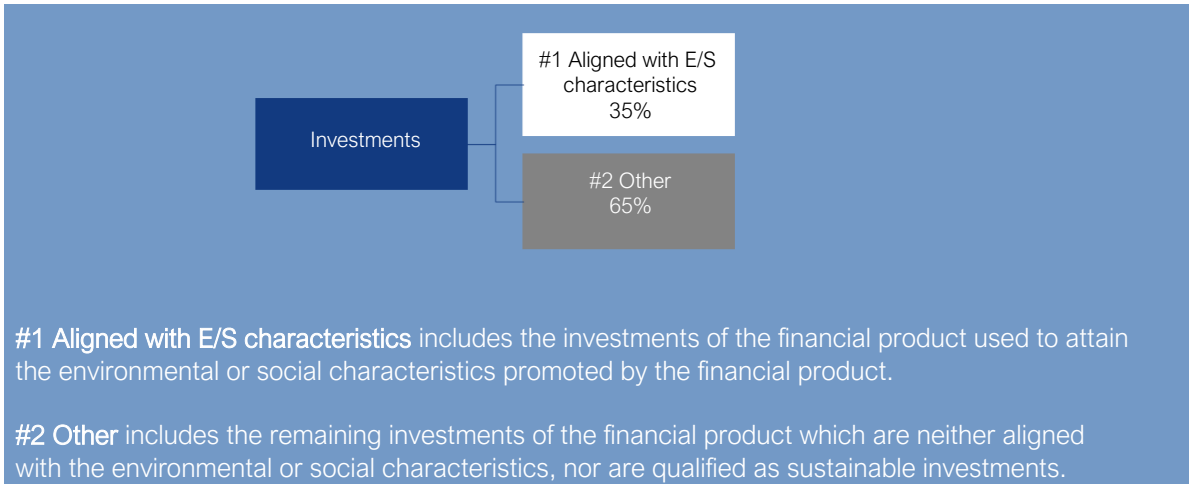 #1 Aligned with E/S
characteristics
35%
Investments
#2 Other
65%
#1 Aligned with E/S characteristics includes the investments of the financial product used to attain
the environmental or social characteristics promoted by the financial product.
#2 Other includes the remaining investments of the financial product which are neither aligned
with the environmental or social characteristics, nor are qualified as sustainable investments.